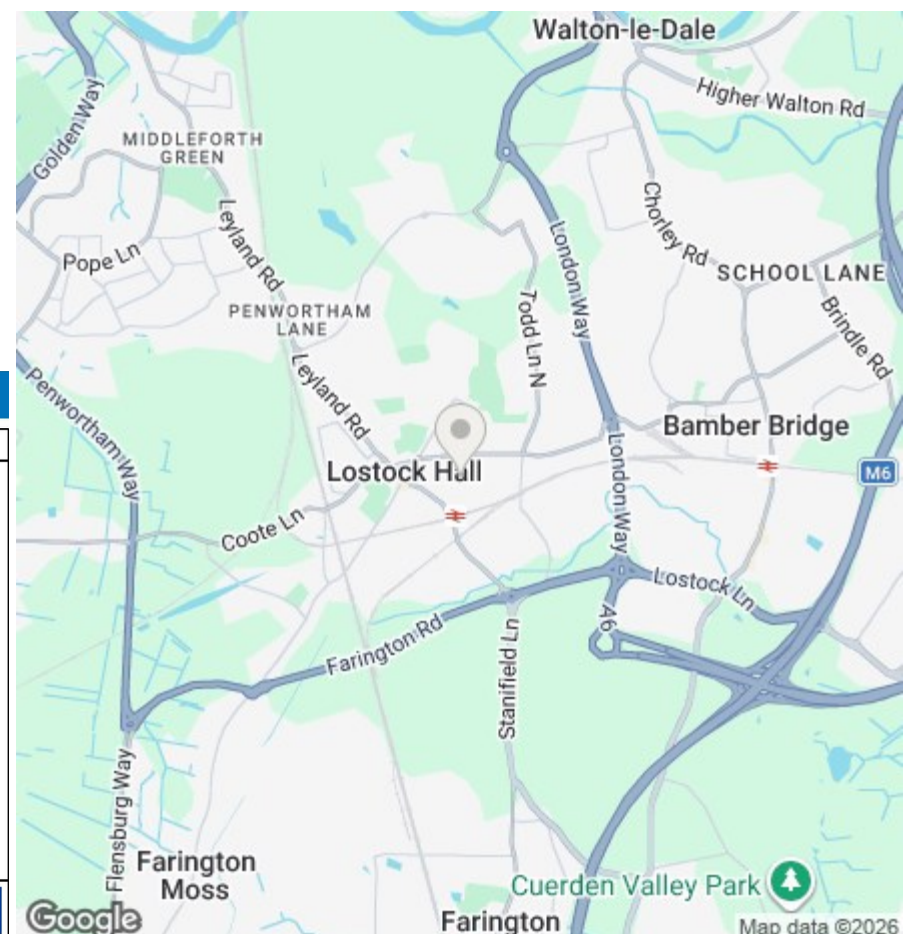 Walton-le-Dale
Higher Walton Rd
Golden Way
MIDDLEFORTH
GREEN
Leyland Rd
Pope Ln
London Way
Chorley Rd
SCHOOL LANE
PENWORTHAM
LANE
Todd Ln N
Brindle Rd
Penwortham Way
Leyland Rd
Bamber Bridge
Lostock Hall
London Way
M6
Coote Ln
Lostock Ln
A6
Farington Rd
Stanifield Ln
Flensburg Way
Farington
Moss
Cuerden Valley Park
Farington
Google
Map data ©2026